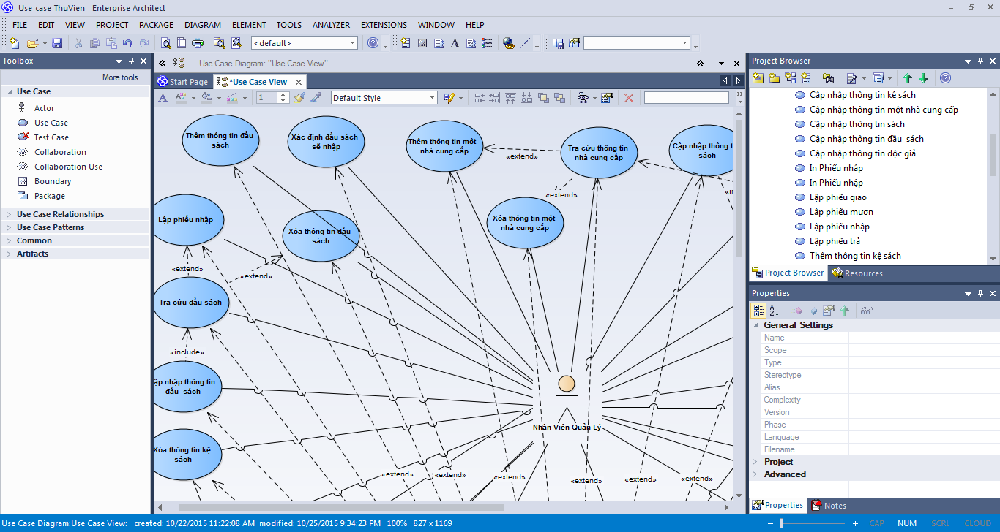 Use-case-ThuVien - Enterprise Architect
FILE EDIT VIEW PROJECT PACKAGE DIAGRAM ELEMENT TOOLS ANALYZER EXTENSIONS WINDOW HELP
<default>
Toolbox
More tools...
Use Case
Actor
Use Case
Test Case
Collaboration
Collaboration Use
Boundary
Package
Use Case Relationships
Use Case Patterns
Common
Artifacts
Use Case Diagram: "Use Case View"
Start Page
*Use Case View
1
Default Style
Thêm thông tin đầu
sách
Xác định đầu sách
sẽ nhập
Thêm thông tin một
nhà cung cấp
«extend»
Tra cứu thông tin
nhà cung cấp
Cập nhập thông t
sách
«extend»
«in
Lập phiếu nhập
Xóa thông tin đầu
sách
Xóa thông tin một
nhà cung cấp
«extend»
«extend»
Tra cứu đầu sách
«include»
ập nhập thông tin
đầu sách
Nhân Viên Quản Lý
Xóa thông tin kệ
sách
«extend»
«extend»
«extend»
«extend»
«extend»
«extend»
Project Browser
Cập nhập thông tin kệ sách
Cập nhập thông tin một nhà cung cấp
Cập nhập thông tin sách
Cập nhập thông tin đầu sách
Cập nhập thông tin độc giả
In Phiếu nhập
In Phiếu nhập
Lập phiếu giao
Lập phiếu mượn
Lập phiếu nhập
Lập phiếu trả
Thêm thông tin kệ sách
Project Browser
Resources
Properties
General Settings
Name
Scope
Type
Stereotype
Alias
Complexity
Version
Phase
Language
Filename
Project
Advanced
Properties
Notes
Use Case Diagram:Use Case View: created: 10/22/2015 11:22:08 AM modified: 10/25/2015 9:34:23 PM 100% 827 x 1169
CAP NUM SCRL CLOUD